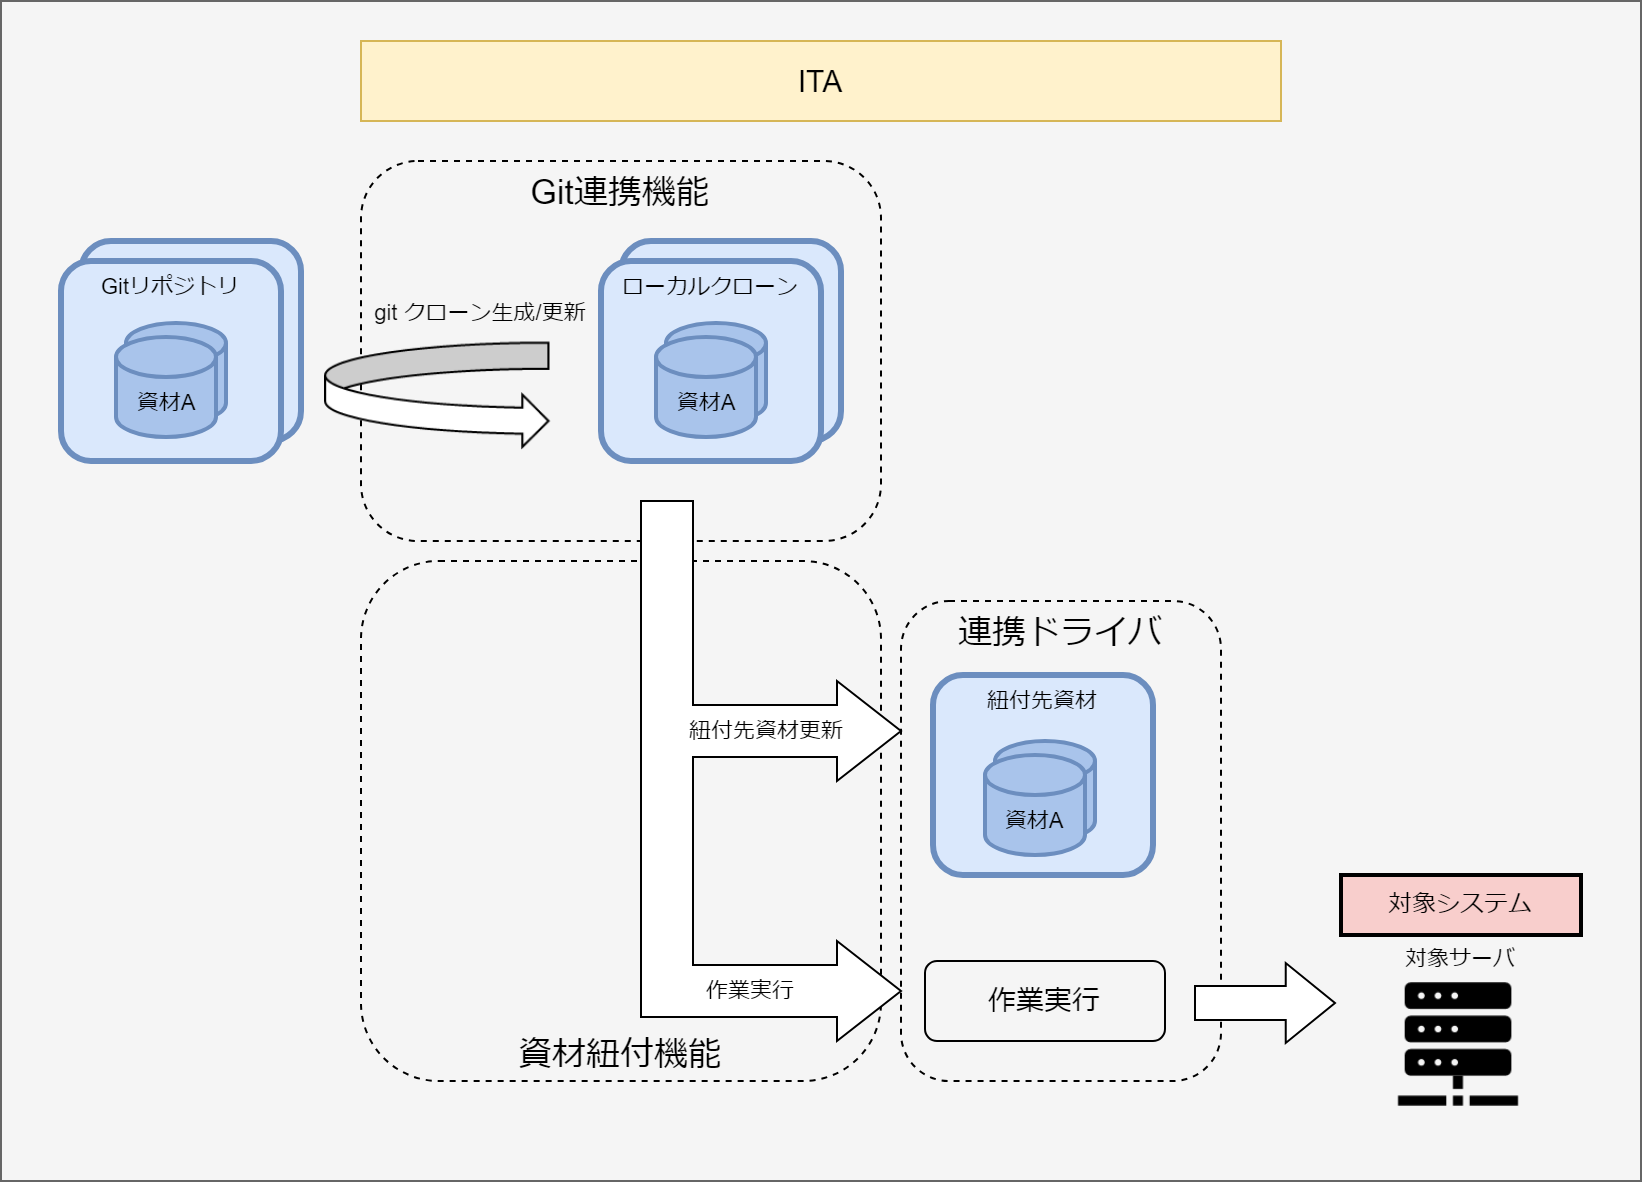 ITA
Git連携機能
Gitリポジトリ
資材A
git クローン生成/更新
ローカルクローン
資材A
連携ドライバ
紐付先資材
紐付先資材更新
資材A
作業実行
作業実行
資材紐付機能
対象システム
対象サーバ